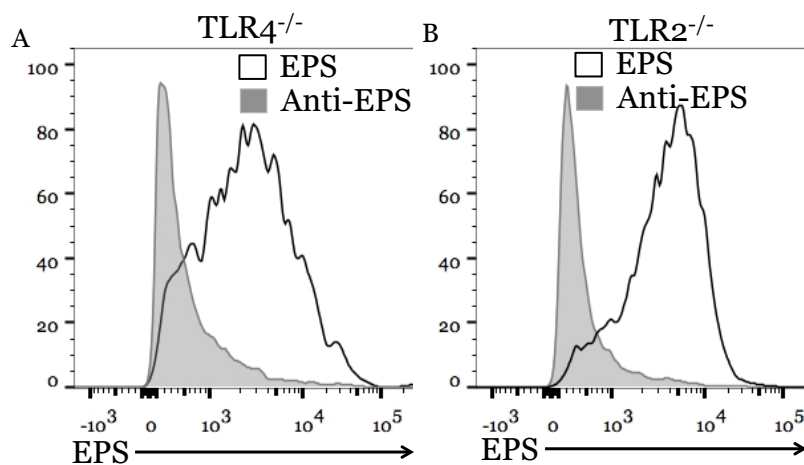 A
TLR4-/-
EPS
Anti-EPS
100
80
60
40
20
0
-10³ 0 10³ 10⁴ 10⁵
EPS
B
TLR2-/-
EPS
Anti-EPS
100
80
60
40
20
0
-10³ 0 10³ 10⁴ 10⁵
EPS